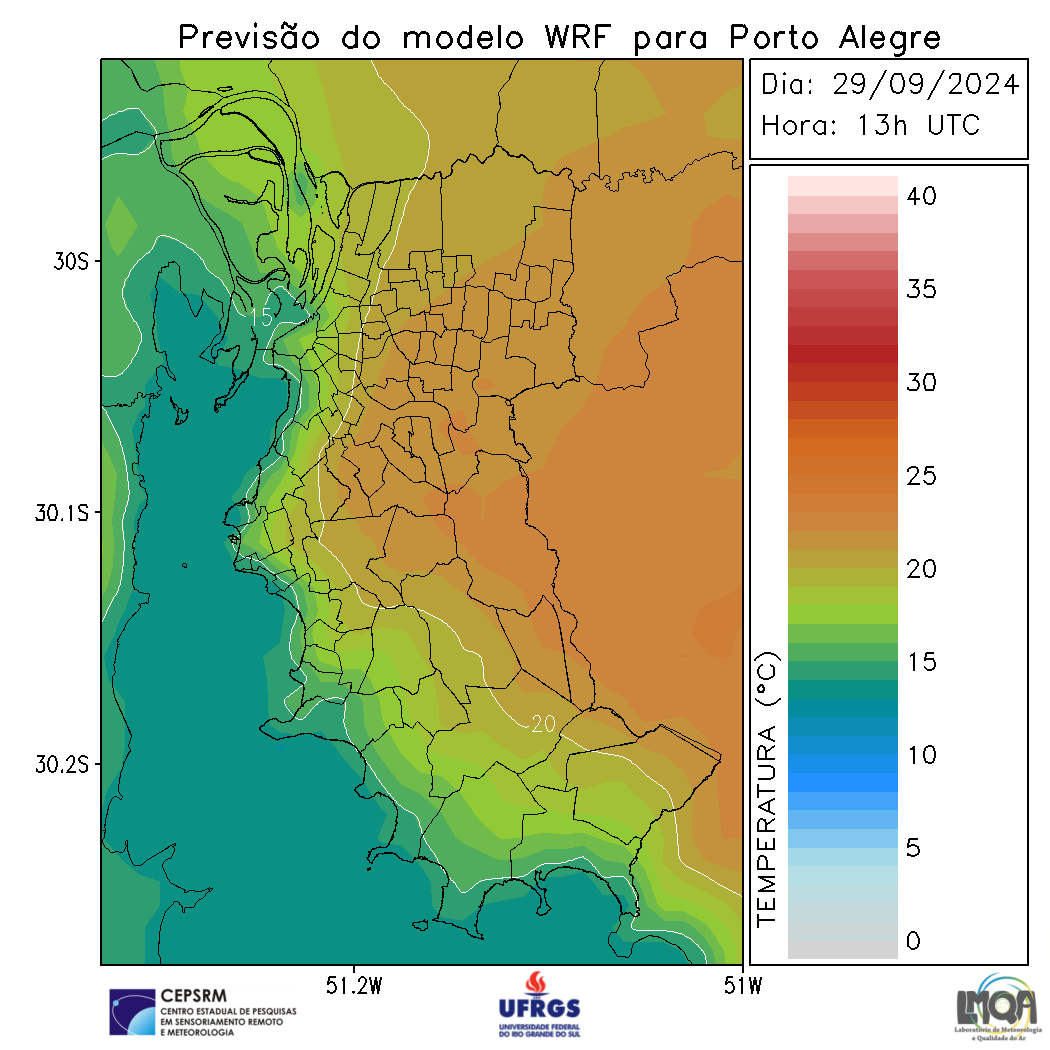 Previsão do modelo WRF para Porto Alegre
Dia: 29/09/2024
Hora: 13h UTC
40
35
30
25
20
15
10
5
0
TEMPERATURA (°C)
30S
30.1S
30.2S
15
20
51.2W
51W
CEPSRM
CENTRO ESTADUAL DE PESQUISAS
EM SENSORIAMENTO REMOTO
E METEOROLOGIA
UFRGS
UNIVERSIDADE FEDERAL
DO RIO GRANDE DO SUL
LMQA
Laboratório de Meteorologia
e Qualidade do Ar